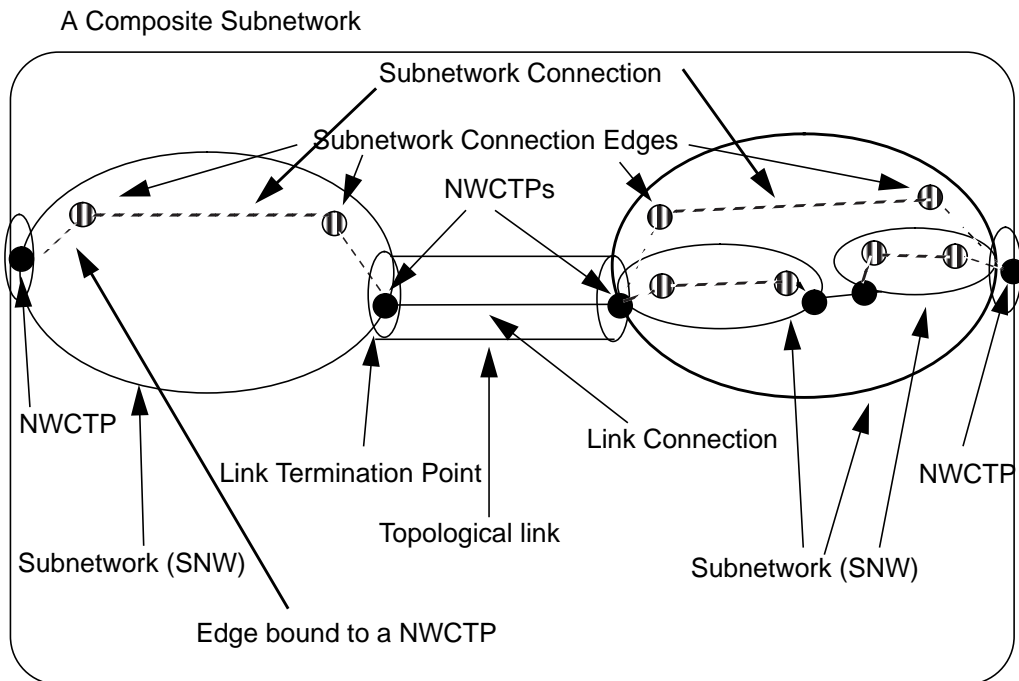 A Composite Subnetwork
Subnetwork Connection
Subnetwork Connection Edges
NWCTPs
NWCTP
Link Connection
Link Termination Point
NWCTP
Topological link
Subnetwork (SNW)
Subnetwork (SNW)
Edge bound to a NWCTP